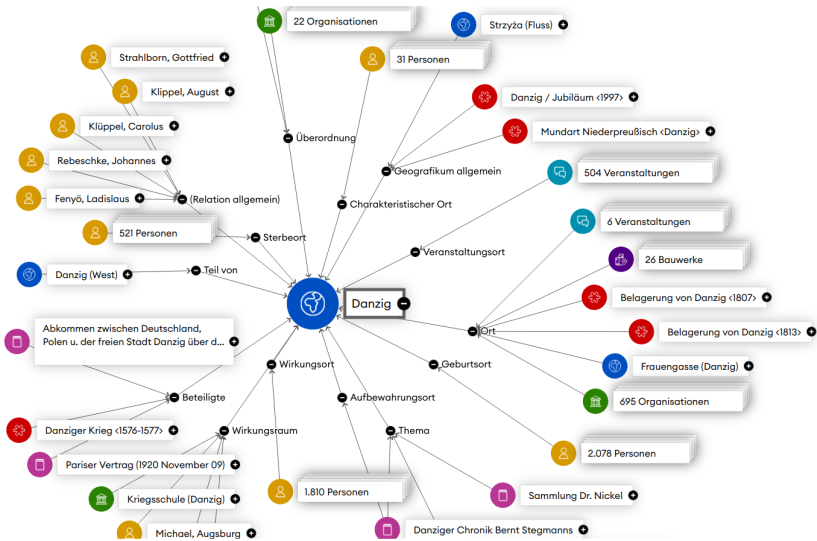 22 Organisationen
Strzyża (Fluss)
Strahlborn, Gottfried
31 Personen
Klippel, August
Danzig / Jubiläum <1997>
Klüppel, Carolus
Mundart Niederpreußisch <Danzig>
Überordnung
Rebeschke, Johannes
Geografikum allgemein
504 Veranstaltungen
Fenyö, Ladislaus
(Relation allgemein)
Charakteristischer Ort
6 Veranstaltungen
521 Personen
Sterbeort
Veranstaltungsort
26 Bauwerke
Danzig (West)
Teil von
Danzig
Belagerung von Danzig <1807>
Abkommen zwischen Deutschland,
Polen u. der freien Stadt Danzig über d...
Ort
Belagerung von Danzig <1813>
Wirkungsort
Geburtsort
Frauengasse (Danzig)
Beteiligte
Aufbewahrungsort
695 Organisationen
Danziger Krieg <1576-1577>
Wirkungsraum
Thema
2.078 Personen
Pariser Vertrag (1920 November 09)
1.810 Personen
Sammlung Dr. Nickel
Kriegsschule (Danzig)
Michael, Augsburg
Danziger Chronik Bernt Stegmanns